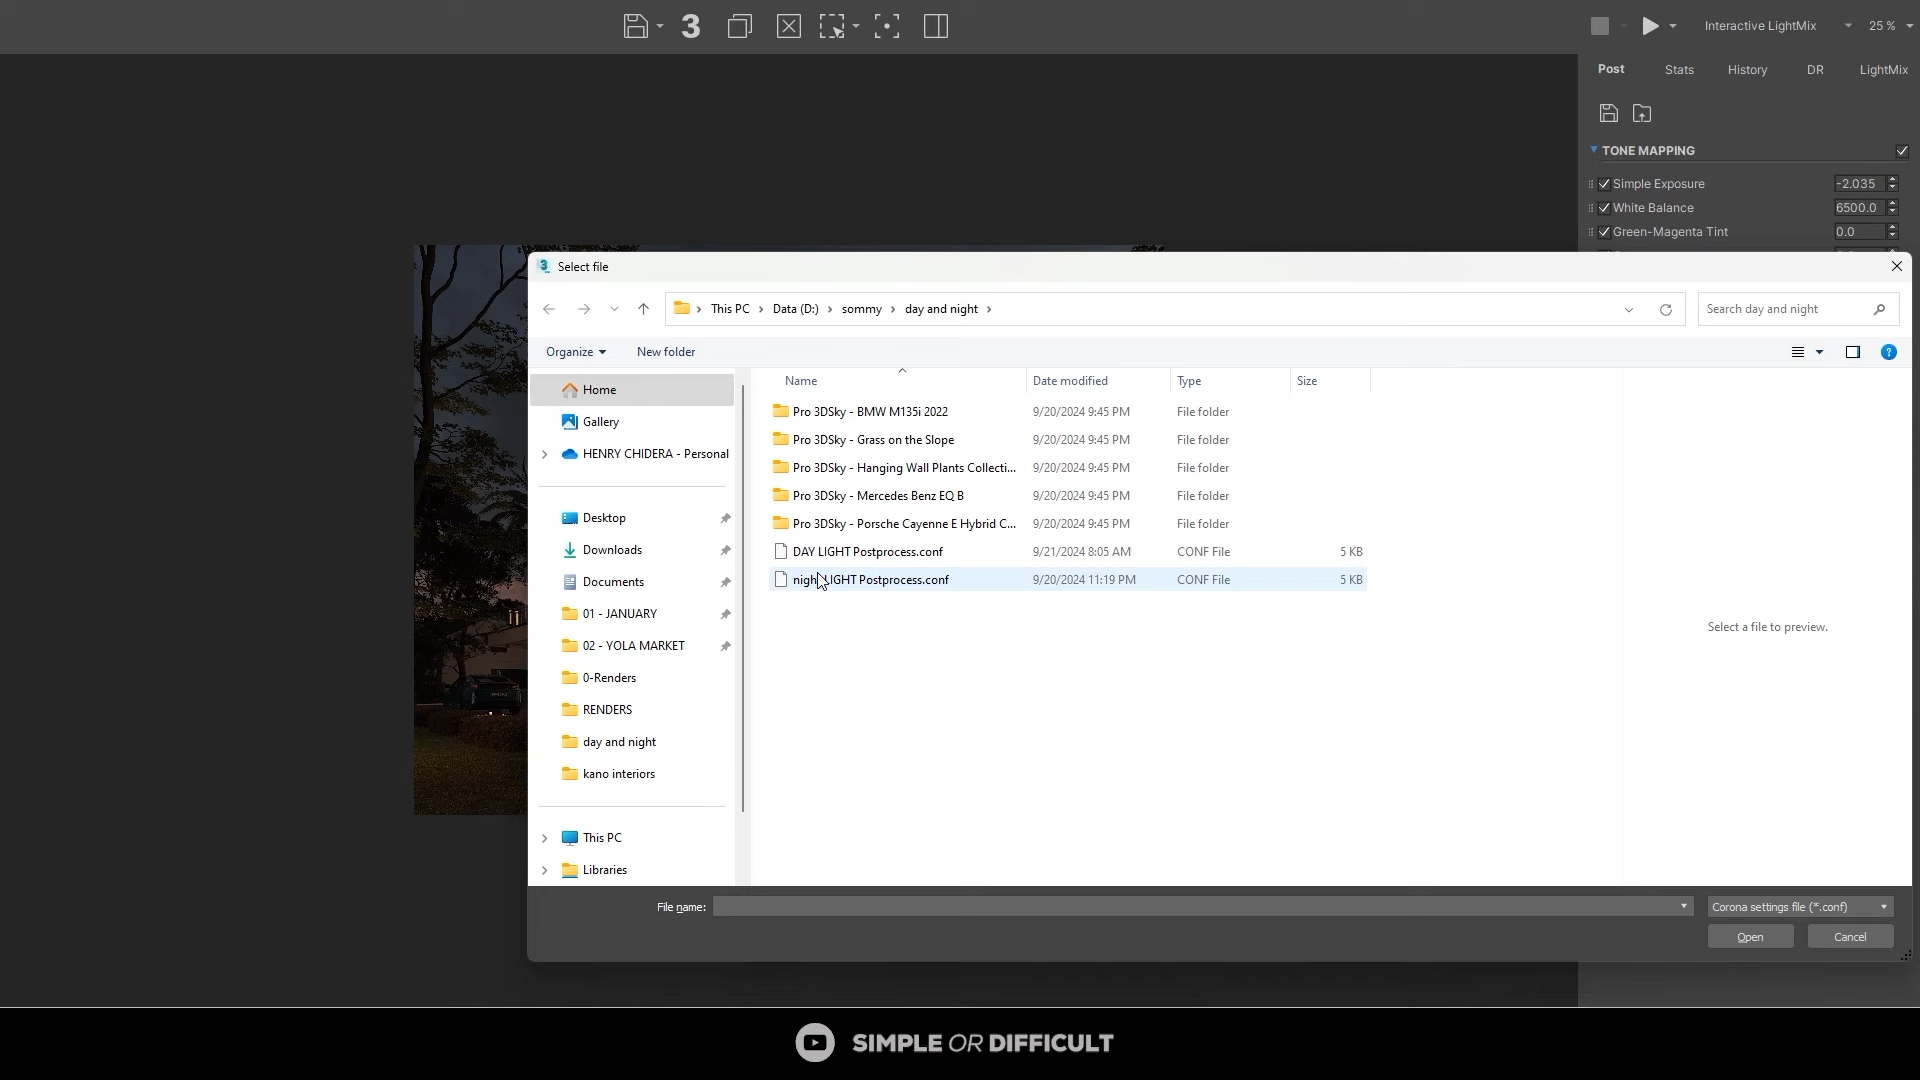 3
Interactive LightMix
25 %
Post
Stats
History
DR
LightMix
TONE MAPPING
Simple Exposure
-2.035
White Balance
6500.0
Green-Magenta Tint
0.0
3
Select file
This PC
Data (D:)
sommy
day and night
Search day and night
Organize
New folder
?
Name
Date modified
Type
Size
Home
Gallery
HENRY CHIDERA - Personal
Desktop
Downloads
Documents
01 - JANUARY
02 - YOLA MARKET
0-Renders
RENDERS
day and night
kano interiors
This PC
Libraries
Pro 3DSky - BMW M135i 2022 9/20/2024 9:45 PM File folder
Pro 3DSky - Grass on the Slope 9/20/2024 9:45 PM File folder
Pro 3DSky - Hanging Wall Plants Collecti... 9/20/2024 9:45 PM File folder
Pro 3DSky - Mercedes Benz EQ B 9/20/2024 9:45 PM File folder
Pro 3DSky - Porsche Cayenne E Hybrid C... 9/20/2024 9:45 PM File folder
DAY LIGHT Postprocess.conf 9/21/2024 8:05 AM CONF File 5 KB
night LIGHT Postprocess.conf 9/20/2024 11:19 PM CONF File 5 KB
Select a file to preview.
File name:
Corona settings file (*.conf)
Open
Cancel
SIMPLE OR DIFFICULT